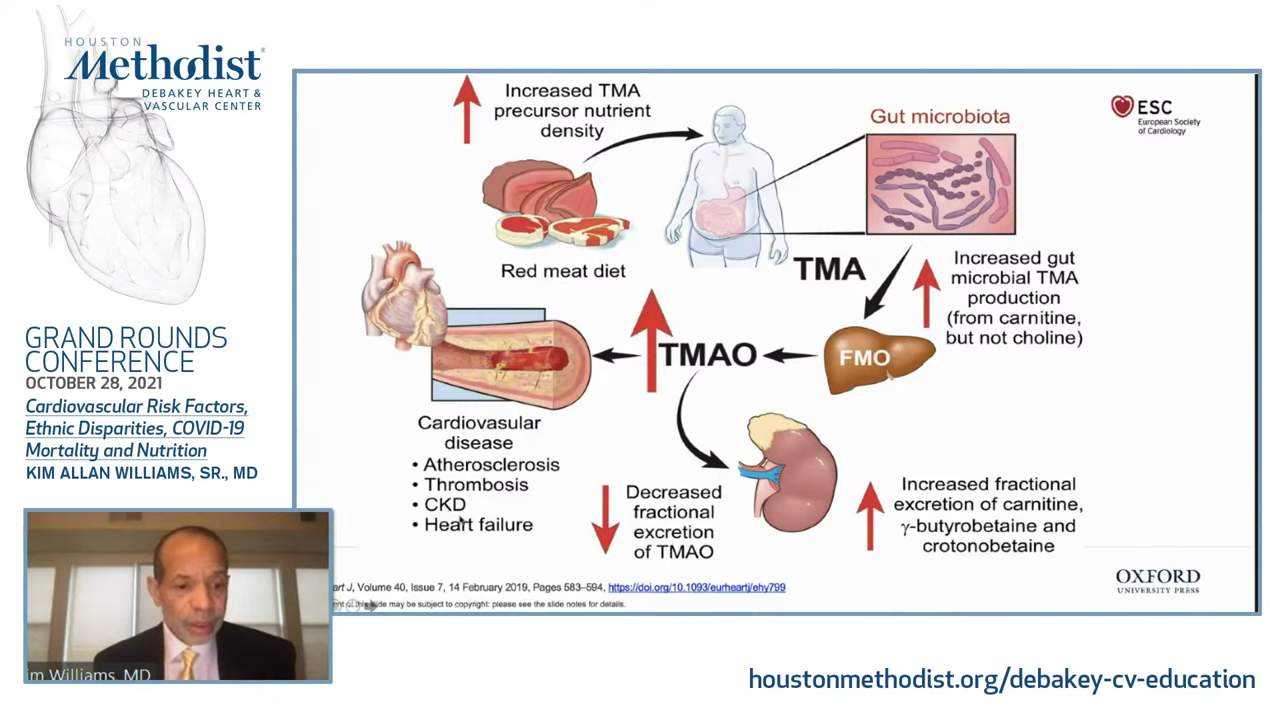 HOUSTON
Methodist®
DEBAKEY HEART &
VASCULAR CENTER
GRAND ROUNDS
CONFERENCE
OCTOBER 28, 2021
Cardiovascular Risk Factors,
Ethnic Disparities, COVID-19
Mortality and Nutrition
KIM ALLAN WILLIAMS, SR., MD
im Williams, MD
Increased TMA
precursor nutrient
density
Red meat diet
Gut microbiota
ESC
European Society
of Cardiology
TMA
Increased gut
microbial TMA
production
(from carnitine,
but not choline)
FMO
TMAO
Cardiovasular
disease
• Atherosclerosis
• Thrombosis
• CKD
• Heart failure
Decreased
fractional
excretion
of TMAO
Increased fractional
excretion of carnitine,
γ-butyrobetaine and
crotonobetaine
art J, Volume 40, Issue 7, 14 February 2019, Pages 583–594, https://doi.org/10.1093/eurheartj/ehy799
of this slide may be subject to copyright: please see the slide notes for details.
OXFORD
UNIVERSITY PRESS
houstonmethodist.org/debakey-cv-education